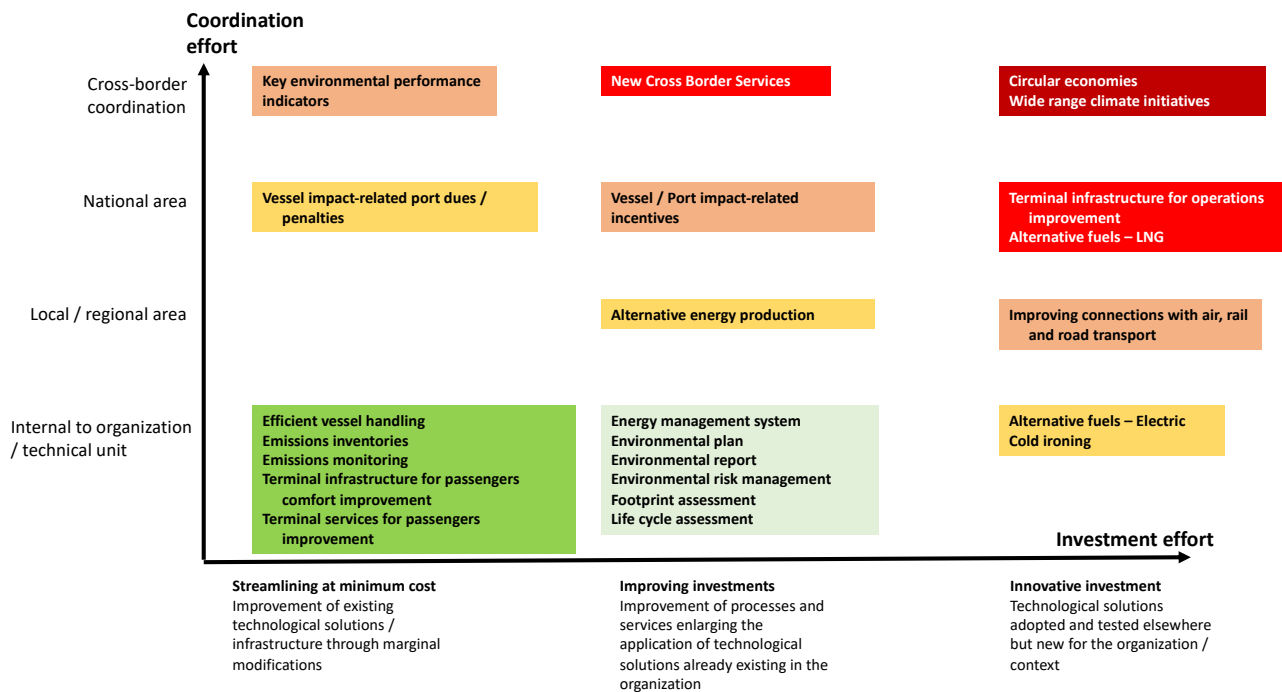 Coordination
effort
Cross-border
coordination
Key environmental performance
indicators
New Cross Border Services
Circular economies
Wide range climate initiatives
National area
Vessel impact-related port dues /
penalties
Vessel / Port impact-related
incentives
Terminal infrastructure for operations
improvement
Alternative fuels – LNG
Local / regional area
Alternative energy production
Improving connections with air, rail
and road transport
Internal to organization
/ technical unit
Efficient vessel handling
Emissions inventories
Emissions monitoring
Terminal infrastructure for passengers
comfort improvement
Terminal services for passengers
improvement
Energy management system
Environmental plan
Environmental report
Environmental risk management
Footprint assessment
Life cycle assessment
Alternative fuels – Electric
Cold ironing
Investment effort
Streamlining at minimum cost
Improvement of existing
technological solutions /
infrastructure through marginal
modifications
Improving investments
Improvement of processes and
services enlarging the
application of technological
solutions already existing in the
organization
Innovative investment
Technological solutions
adopted and tested elsewhere
but new for the organization /
context